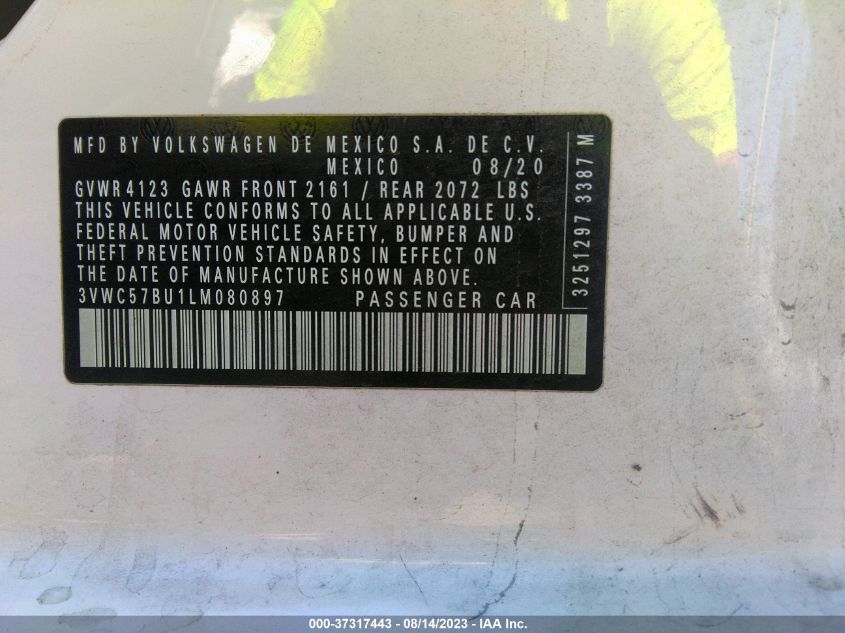 MFD BY VOLKSWAGEN DE MEXICO S.A. DE C.V.
MEXICO 08/20
GVWR 4123 GAWR FRONT 2161 / REAR 2072 LBS
THIS VEHICLE CONFORMS TO ALL APPLICABLE U.S.
FEDERAL MOTOR VEHICLE SAFETY, BUMPER AND
THEFT PREVENTION STANDARDS IN EFFECT ON
THE DATE OF MANUFACTURE SHOWN ABOVE.
3VWC57BU1LM080897 PASSENGER CAR
3251297 3387 M
000-37317443 - 08/14/2023 - IAA Inc.